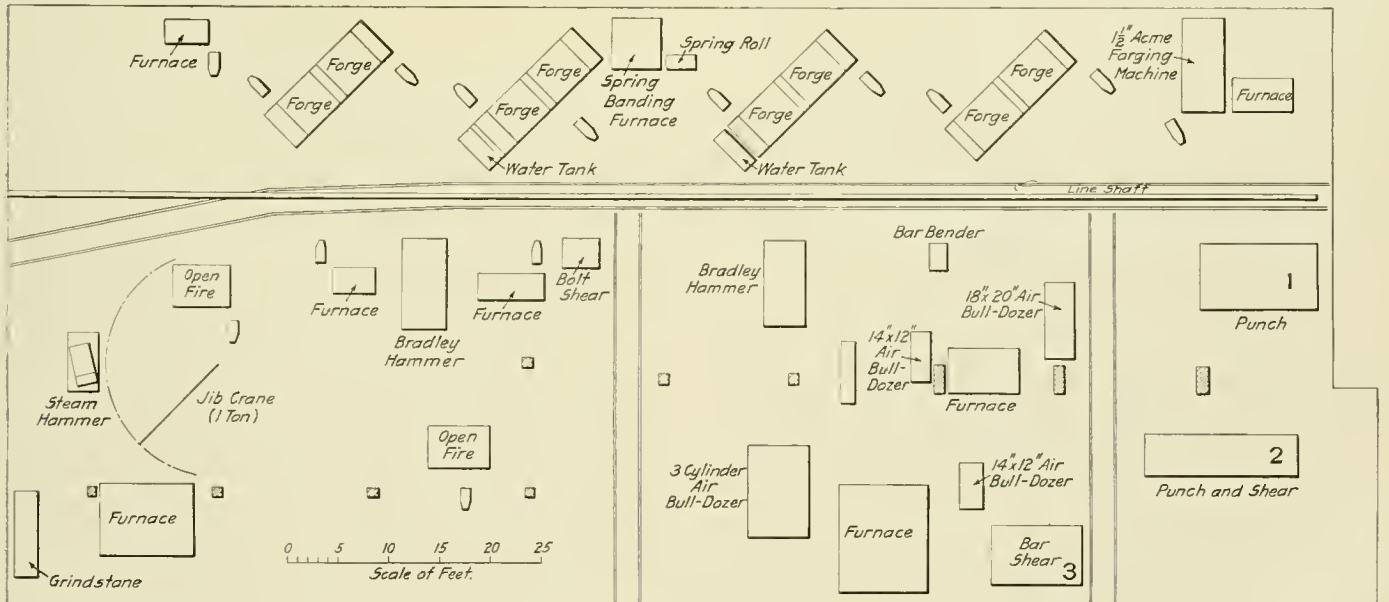 Furnace
Forge
Forge
Forge
Forge
Forge
Water Tank
Spring
Banding
Furnace
Spring Roll
Forge
Forge
Forge
Water Tank
Forge
Forge
1½" Acme
Forging
Machine
Furnace
Line Shaft
Open
Fire
Furnace
Bradley
Hammer
Furnace
Bolt
Shear
Steam
Hammer
Jib Crane
(1 Ton)
Open
Fire
Furnace
Grindstane
0 5 10 15 20 25
Scale of Feet.
Bradley
Hammer
Bar Bender
18"x 20" Air
Bull-Dozer
14"x12"
Air
Bull-
Dozer
Furnace
3 Cylinder
Air
Bull-Dozer
Furnace
14"x12" Air
Bull-Dozer
Bar
Shear
3
1
Punch
2
Punch and Shear